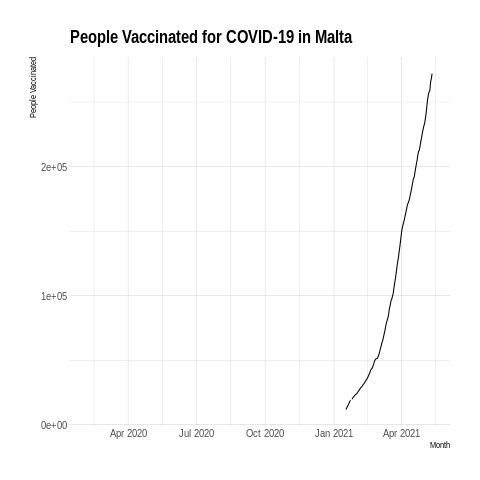 People Vaccinated for COVID-19 in Malta
People Vaccinated
2e+05
1e+05
0e+00
Apr 2020 Jul 2020 Oct 2020 Jan 2021 Apr 2021
Month